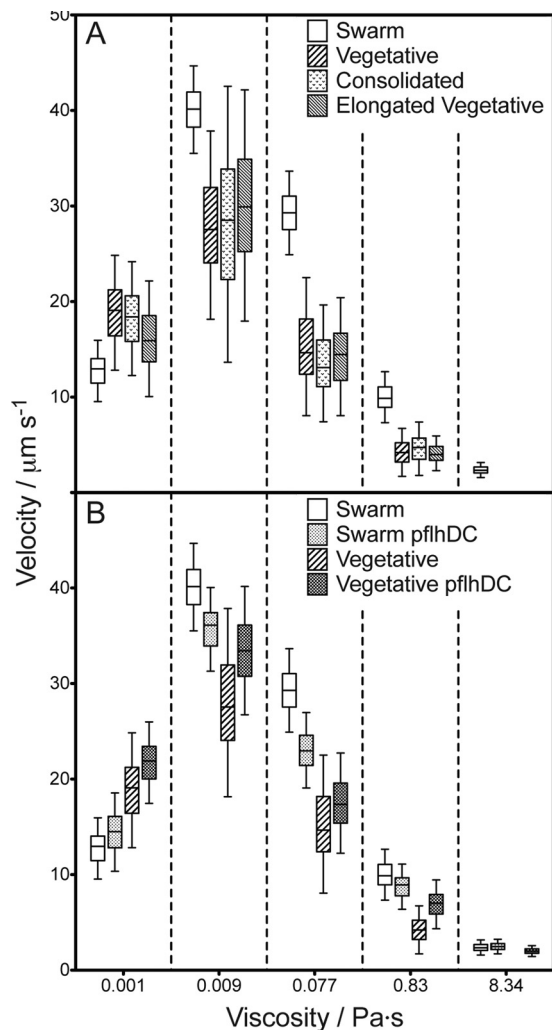 A
50
40
30
20
10
Swarm
Vegetative
Consolidated
Elongated Vegetative
B
40
30
20
10
0
Swarm
Swarm pflhDC
Vegetative
Vegetative pflhDC
Velocity / μm s⁻¹
0.001 0.009 0.077 0.83 8.34
Viscosity / Pa·s